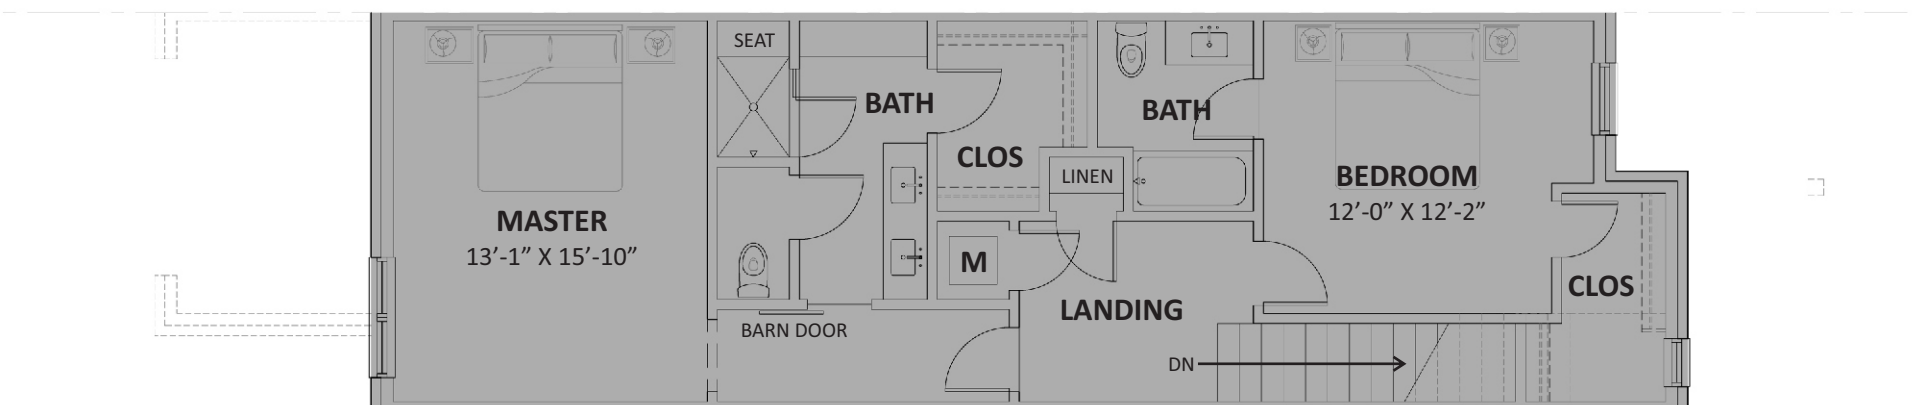 SEAT
BATH
BATH
CLOS
LINEN
BEDROOM
12’-0” X 12’-2”
MASTER
13’-1” X 15’-10”
M
CLOS
LANDING
BARN DOOR
DN